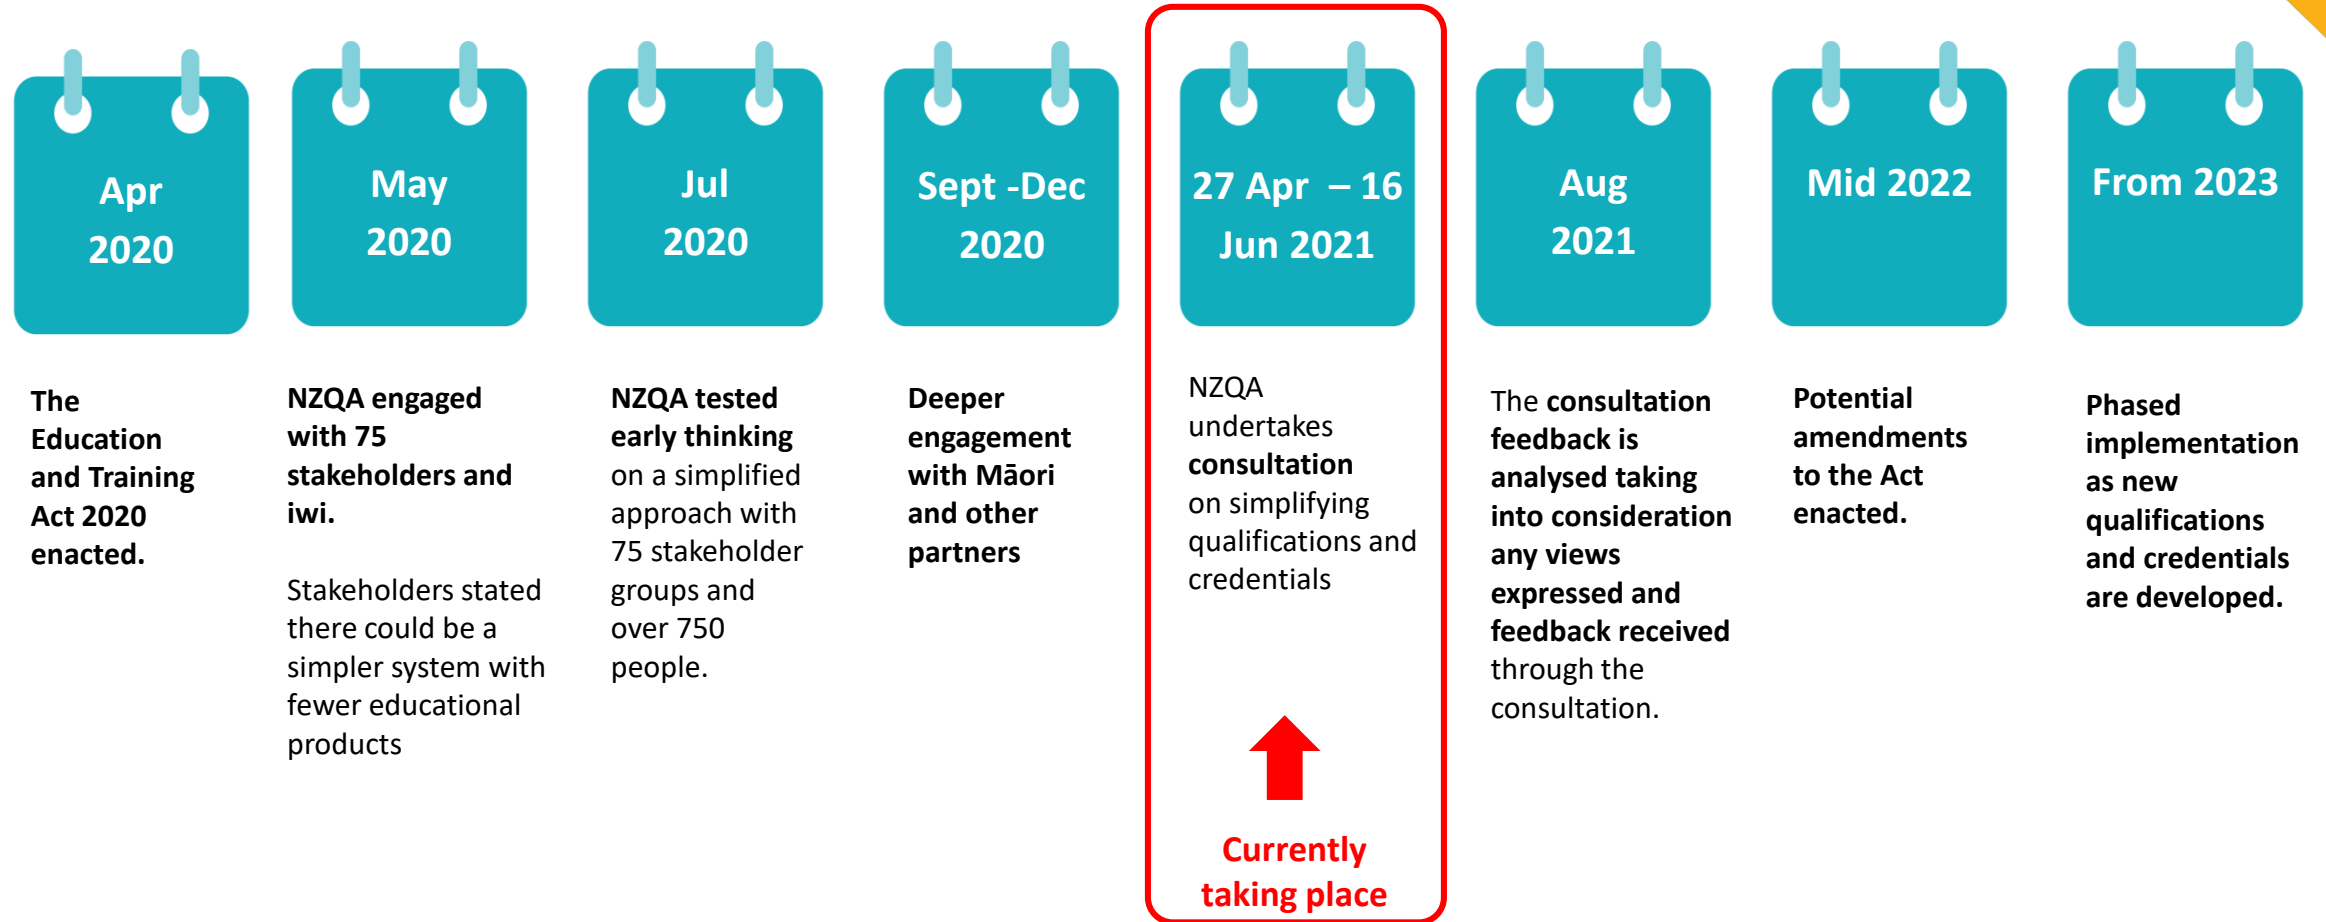 Apr
2020
The
Education
and Training
Act 2020
enacted.
May
2020
NZQA engaged
with 75
stakeholders and
iwi.
Stakeholders stated
there could be a
simpler system with
fewer educational
products
Jul
2020
NZQA tested
early thinking
on a simplified
approach with
75 stakeholder
groups and
over 750
people.
Sept -Dec
2020
Deeper
engagement
with Māori
and other
partners
27 Apr – 16
Jun 2021
NZQA
undertakes
consultation
on simplifying
qualifications and
credentials
Currently
taking place
Aug
2021
The consultation
feedback is
analysed taking
into consideration
any views
expressed and
feedback received
through the
consultation.
Mid 2022
Potential
amendments
to the Act
enacted.
From 2023
Phased
implementation
as new
qualifications
and credentials
are developed.